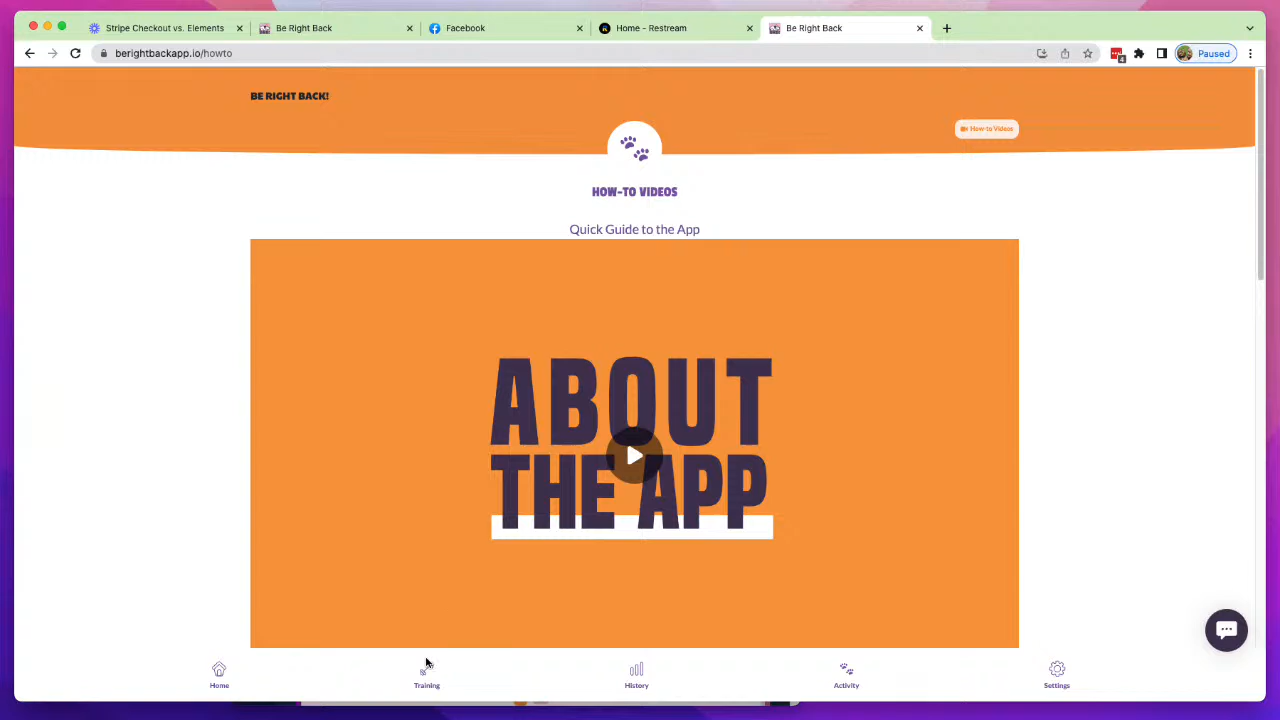 Stripe Checkout vs. Elements
Be Right Back
Facebook
Home - Restream
Be Right Back
berightbackapp.io/howto
4
Paused
BE RIGHT BACK!
How-to Videos
HOW-TO VIDEOS
Quick Guide to the App
ABOUT
THE APP
Home
Training
History
Activity
Settings